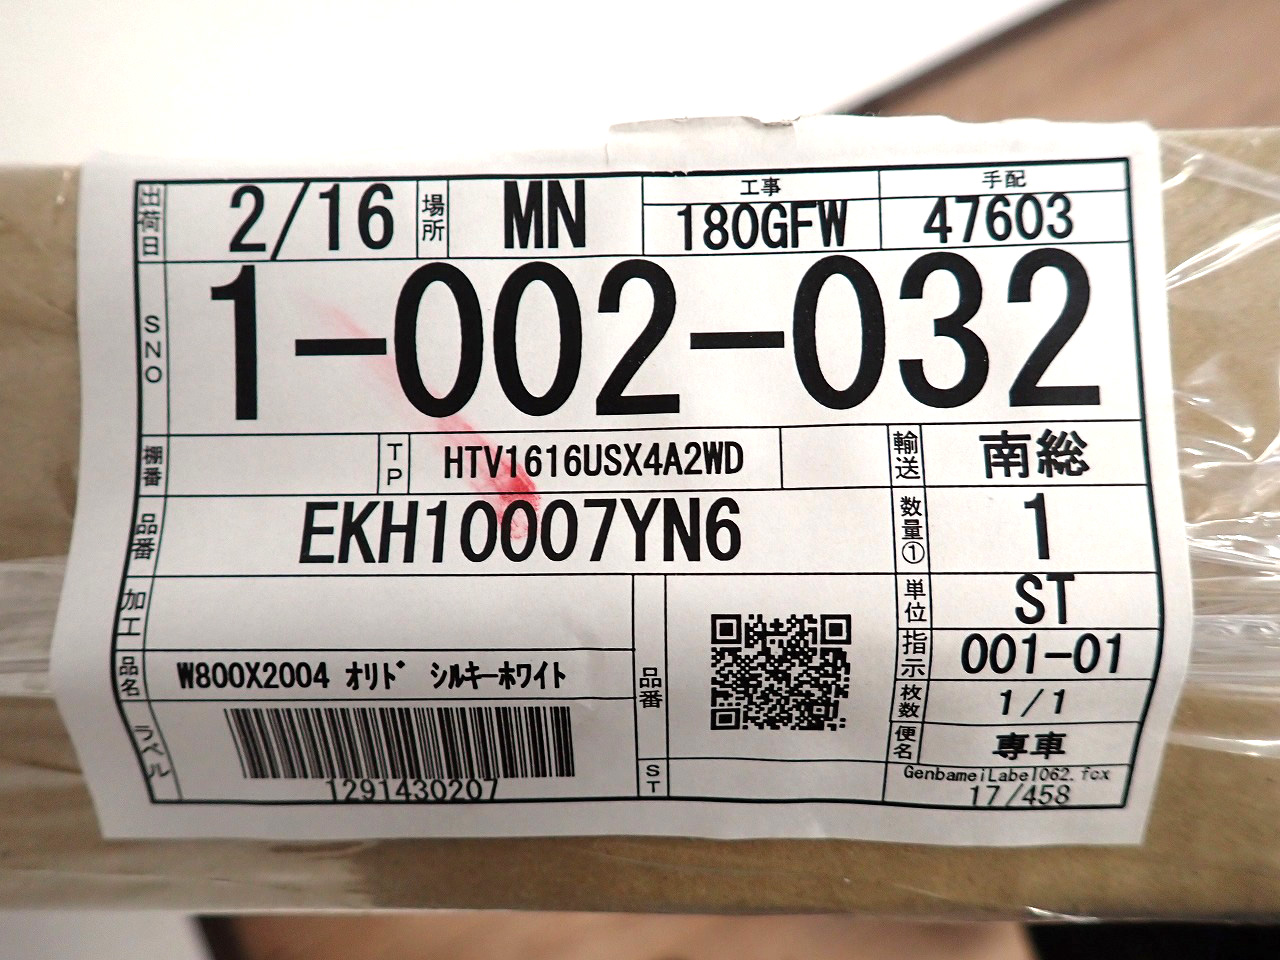 出荷日 2/16 場所 MN 工事 180GFW 手配 47603
SNO 1-002-032
棚番 TP HTV1616USX4A2WD 輸送 南総
品番 EKH10007YN6 数量① 1
加工 単位 ST
指示 001-01
品名 W800X2004 オリド シルキーホワイト 品番 枚数 1/1
ラベル 1291430207 便名 専車
ST GenbameiLabel062.fcx
17/458